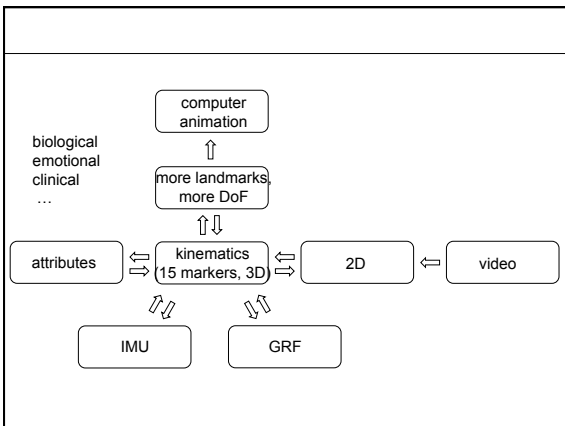 computer
animation
biological
emotional
clinical
…
more landmarks,
more DoF
attributes
kinematics
(15 markers, 3D)
2D
video
IMU
GRF